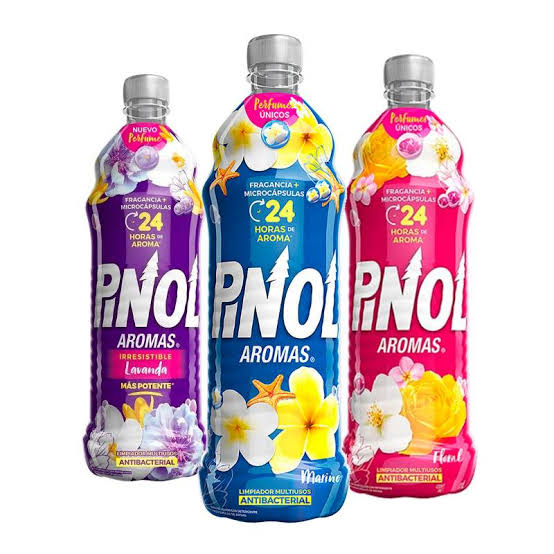 NUEVO
Perfume
FRAGANCIA +
MICROCÁPSULAS
24
HORAS DE
AROMA*
PINOL
AROMAS®
IRRESISTIBLE
Lavanda
MÁS POTENTE*
LIMPIADOR MULTIUSOS
ANTIBACTERIAL
Perfumes
ÚNICOS
FRAGANCIA +
MICROCÁPSULAS
24
HORAS DE
AROMA*
PINOL
AROMAS®
Marino
LIMPIADOR MULTIUSOS
ANTIBACTERIAL
Perfumes
ÚNICOS
FRAGANCIA +
MICROCÁPSULAS
24
HORAS DE
AROMA*
PINOL
AROMAS®
Floral
LIMPIADOR MULTIUSOS
ANTIBACTERIAL